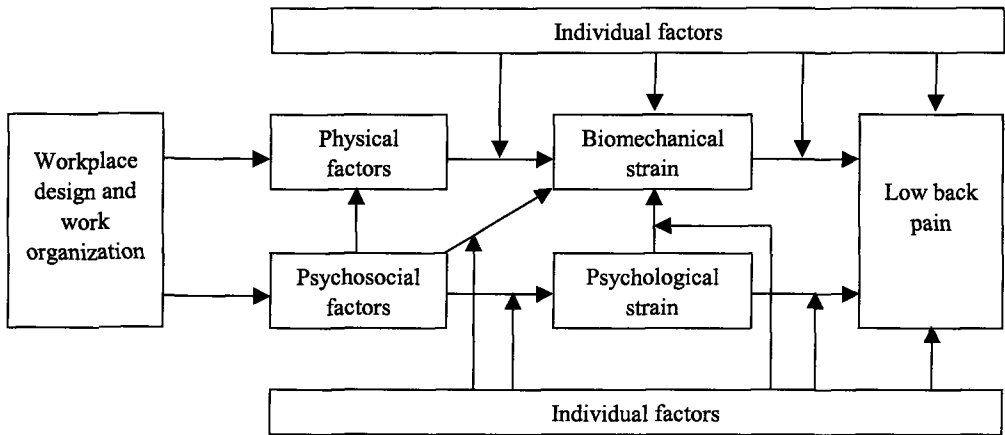 Individual factors
Workplace
design and
work
organization
Physical
factors
Biomechanical
strain
Low back
pain
Psychosocial
factors
Psychological
strain
Individual factors